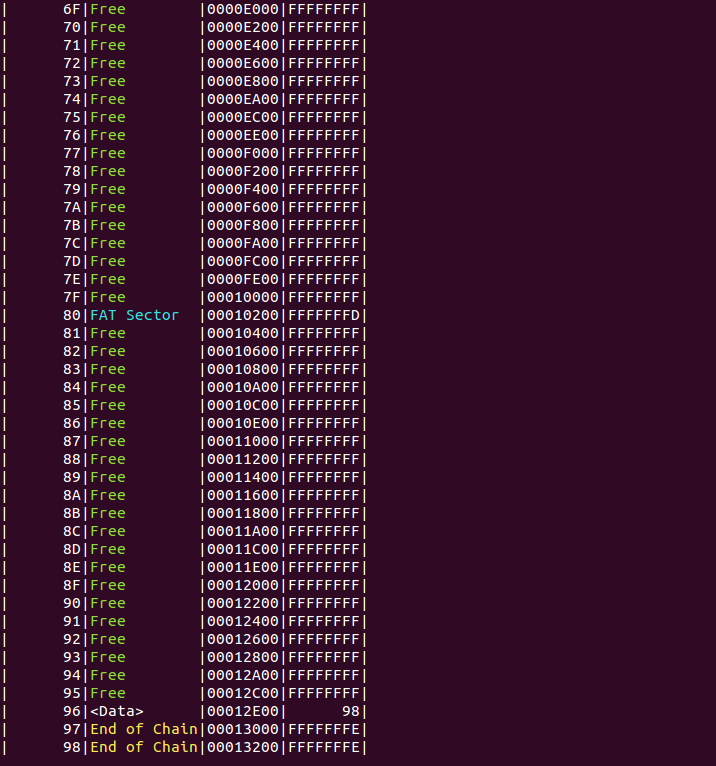 |      6F|Free        |0000E000|FFFFFFFF|
|      70|Free        |0000E200|FFFFFFFF|
|      71|Free        |0000E400|FFFFFFFF|
|      72|Free        |0000E600|FFFFFFFF|
|      73|Free        |0000E800|FFFFFFFF|
|      74|Free        |0000EA00|FFFFFFFF|
|      75|Free        |0000EC00|FFFFFFFF|
|      76|Free        |0000EE00|FFFFFFFF|
|      77|Free        |0000F000|FFFFFFFF|
|      78|Free        |0000F200|FFFFFFFF|
|      79|Free        |0000F400|FFFFFFFF|
|      7A|Free        |0000F600|FFFFFFFF|
|      7B|Free        |0000F800|FFFFFFFF|
|      7C|Free        |0000FA00|FFFFFFFF|
|      7D|Free        |0000FC00|FFFFFFFF|
|      7E|Free        |0000FE00|FFFFFFFF|
|      7F|Free        |00010000|FFFFFFFF|
|      80|FAT Sector  |00010200|FFFFFFFD|
|      81|Free        |00010400|FFFFFFFF|
|      82|Free        |00010600|FFFFFFFF|
|      83|Free        |00010800|FFFFFFFF|
|      84|Free        |00010A00|FFFFFFFF|
|      85|Free        |00010C00|FFFFFFFF|
|      86|Free        |00010E00|FFFFFFFF|
|      87|Free        |00011000|FFFFFFFF|
|      88|Free        |00011200|FFFFFFFF|
|      89|Free        |00011400|FFFFFFFF|
|      8A|Free        |00011600|FFFFFFFF|
|      8B|Free        |00011800|FFFFFFFF|
|      8C|Free        |00011A00|FFFFFFFF|
|      8D|Free        |00011C00|FFFFFFFF|
|      8E|Free        |00011E00|FFFFFFFF|
|      8F|Free        |00012000|FFFFFFFF|
|      90|Free        |00012200|FFFFFFFF|
|      91|Free        |00012400|FFFFFFFF|
|      92|Free        |00012600|FFFFFFFF|
|      93|Free        |00012800|FFFFFFFF|
|      94|Free        |00012A00|FFFFFFFF|
|      95|Free        |00012C00|FFFFFFFF|
|      96|<Data>      |00012E00|      98|
|      97|End of Chain|00013000|FFFFFFFE|
|      98|End of Chain|00013200|FFFFFFFE|